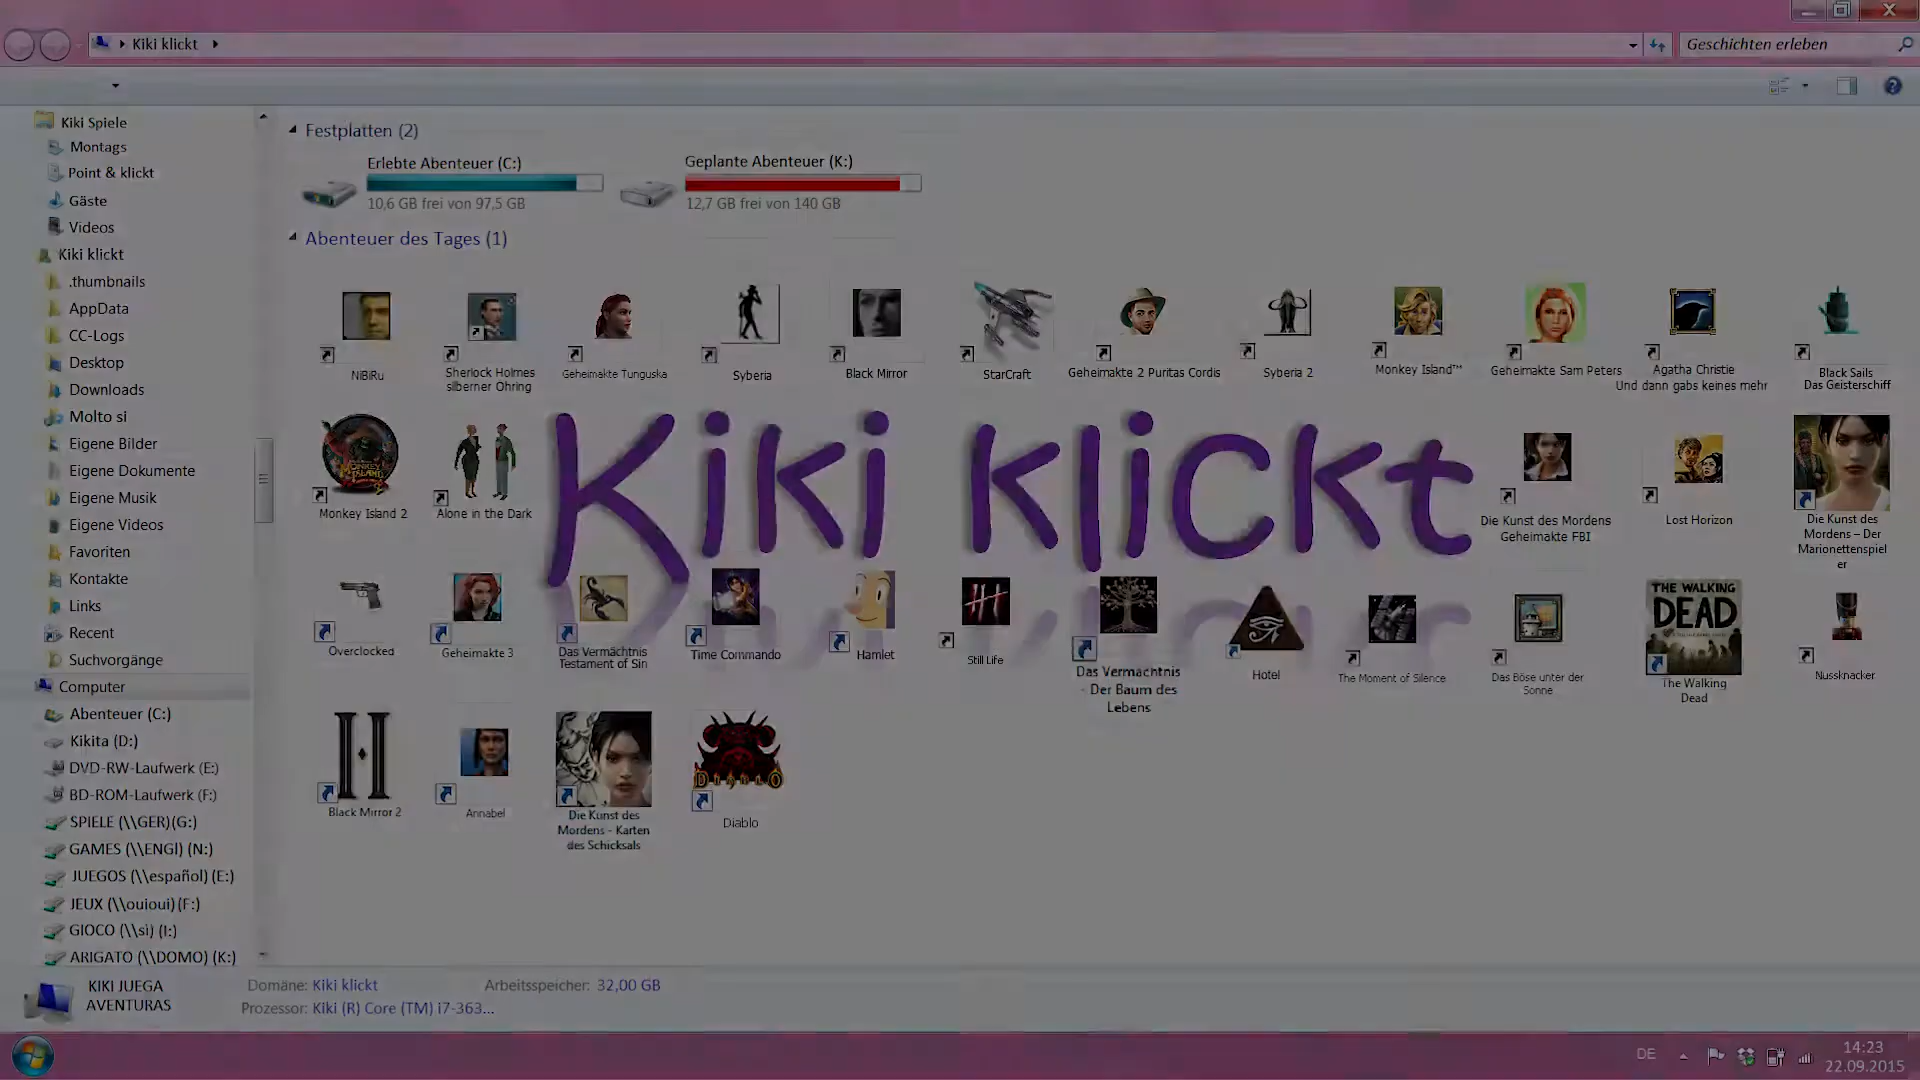 Kiki klickt
Geschichten erleben
Kiki Spiele
Montags
Point & klickt
Gäste
Videos
Kiki klickt
.thumbnails
AppData
CC-Logs
Desktop
Downloads
Molto si
Eigene Bilder
Eigene Dokumente
Eigene Musik
Eigene Videos
Favoriten
Kontakte
Links
Recent
Suchvorgänge
Computer
Abenteuer (C:)
Kikita (D:)
DVD-RW-Laufwerk (E:)
BD-ROM-Laufwerk (F:)
SPIELE (\\GER)(G:)
GAMES (\\ENGl) (N:)
JUEGOS (\\español) (E:)
JEUX (\\ouioui)(F:)
GIOCO (\\sì) (I:)
ARIGATO (\\DOMO) (K:)
Festplatten (2)
Erlebte Abenteuer (C:)
10,6 GB frei von 97,5 GB
Geplante Abenteuer (K:)
12,7 GB frei von 140 GB
Abenteuer des Tages (1)
NiBiRu
Sherlock Holmes
silberner Ohring
Geheimakte Tunguska
Syberia
Black Mirror
StarCraft
Geheimakte 2 Puritas Cordis
Syberia 2
Monkey Island™
Geheimakte Sam Peters
Agatha Christie
Und dann gabs keines mehr
Black Sails
Das Geisterschiff
Monkey Island 2
Alone in the Dark
Kiki klickt
Die Kunst des Mordens
Geheimakte FBI
Lost Horizon
Die Kunst des
Mordens – Der
Marionettenspiel
er
Overclocked
Geheimakte 3
Das Vermächtnis
Testament of Sin
Time Commando
Hamlet
Still Life
Das Vermachtnis
- Der Baum des
Lebens
Hotel
The Moment of Silence
Das Böse unter der
Sonne
THE WALKING
DEAD
The Walking
Dead
Nussknacker
Black Mirror 2
Annabel
Die Kunst des
Mordens - Karten
des Schicksals
DIABLO
Diablo
KIKI JUEGA
AVENTURAS
Domäne: Kiki klickt
Arbeitsspeicher: 32,00 GB
Prozessor: Kiki (R) Core (TM) i7-363...
DE
14:23
22.09.2015